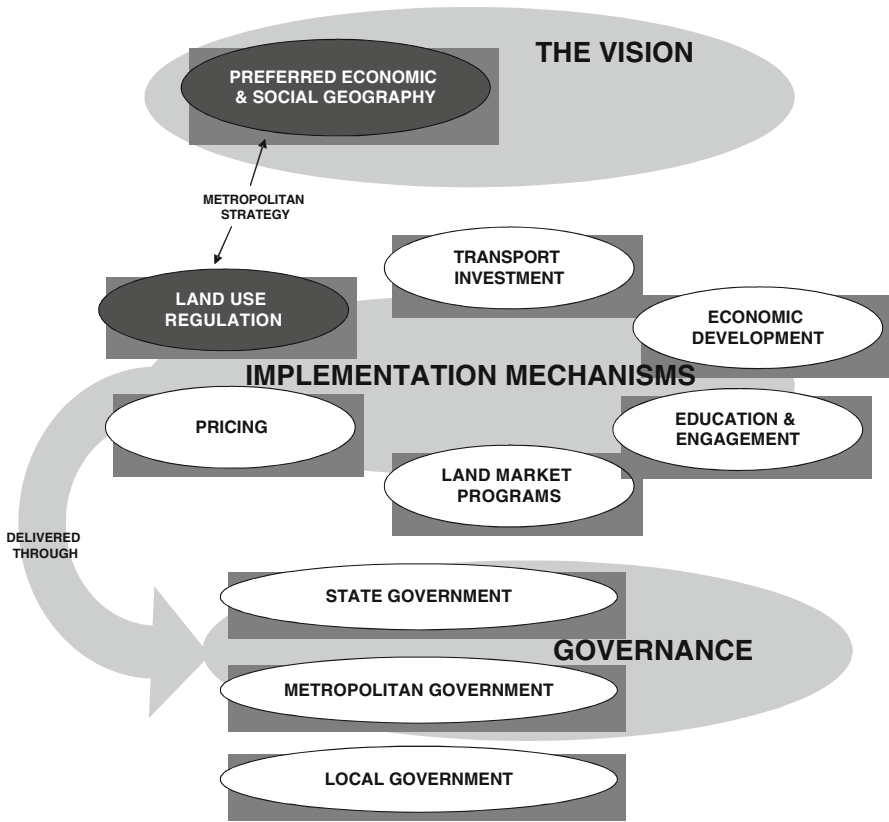 THE VISION
PREFERRED ECONOMIC
& SOCIAL GEOGRAPHY
METROPOLITAN
STRATEGY
TRANSPORT
INVESTMENT
LAND USE
REGULATION
ECONOMIC
DEVELOPMENT
IMPLEMENTATION MECHANISMS
PRICING
EDUCATION &
ENGAGEMENT
LAND MARKET
PROGRAMS
DELIVERED
THROUGH
STATE GOVERNMENT
GOVERNANCE
METROPOLITAN GOVERNMENT
LOCAL GOVERNMENT